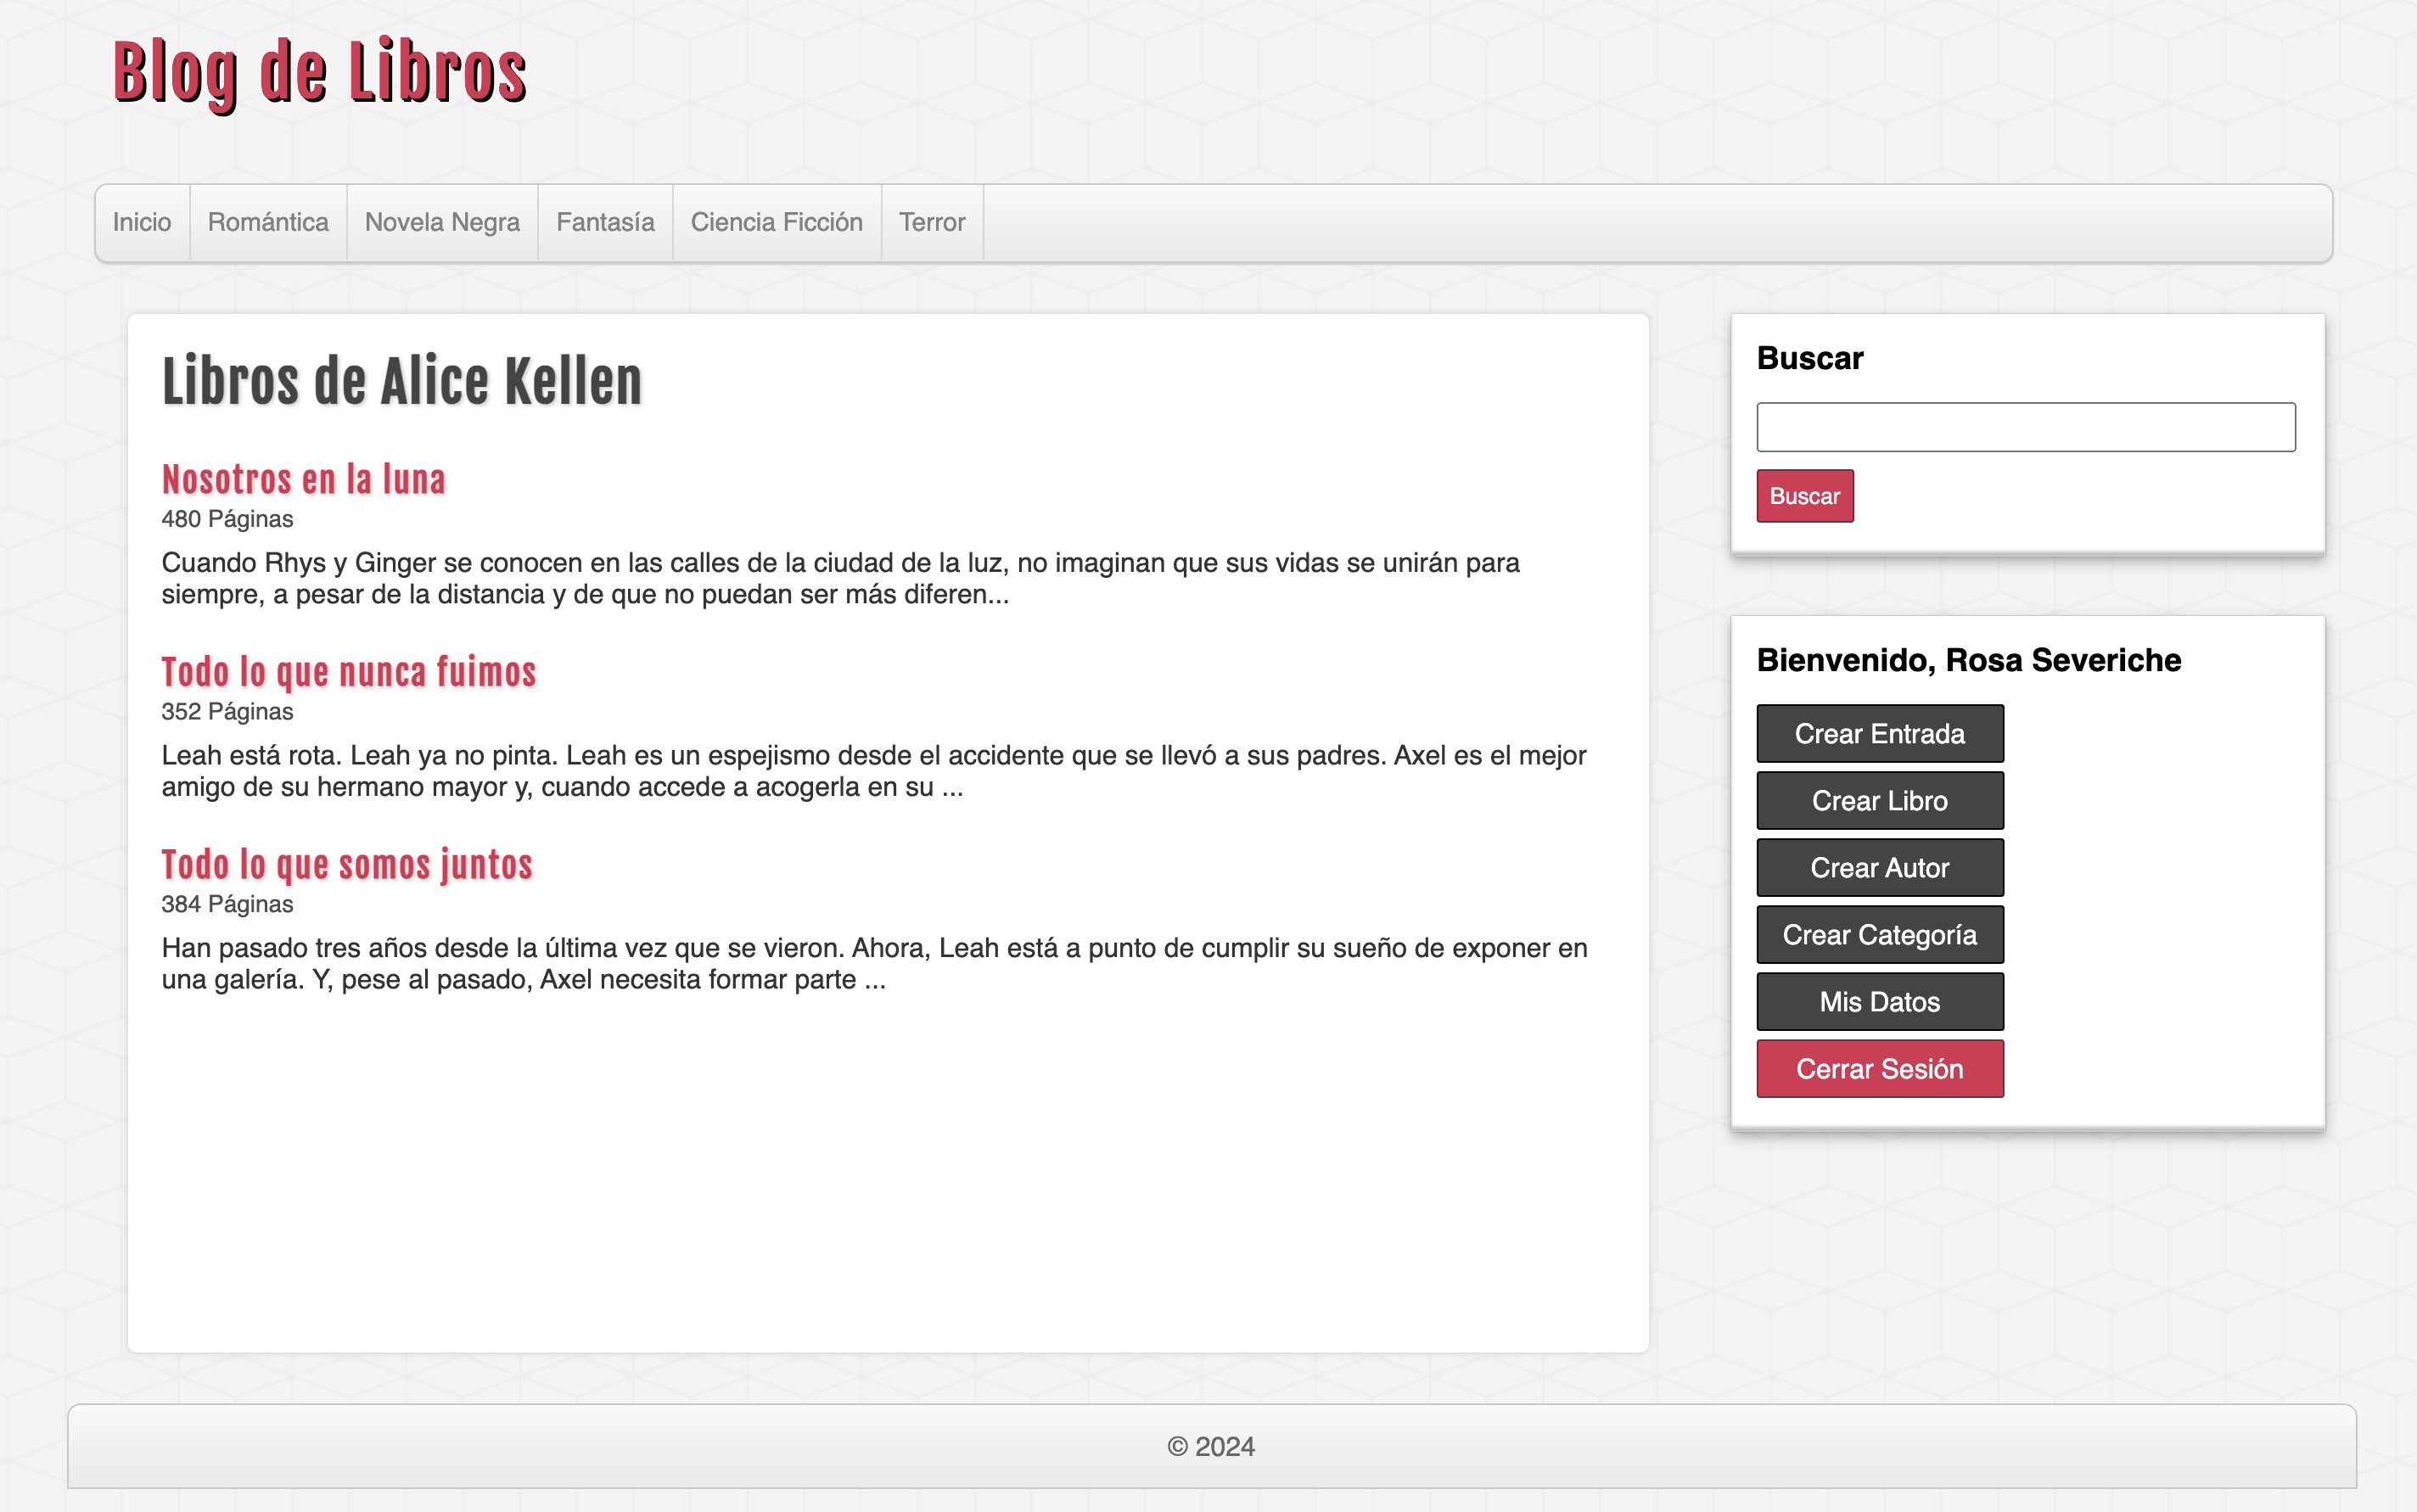 Blog de Libros
Inicio
Romántica
Novela Negra
Fantasía
Ciencia Ficción
Terror
Libros de Alice Kellen
Nosotros en la luna
480 Páginas
Cuando Rhys y Ginger se conocen en las calles de la ciudad de la luz, no imaginan que sus vidas se unirán para
siempre, a pesar de la distancia y de que no puedan ser más diferen...
Todo lo que nunca fuimos
352 Páginas
Leah está rota. Leah ya no pinta. Leah es un espejismo desde el accidente que se llevó a sus padres. Axel es el mejor
amigo de su hermano mayor y, cuando accede a acogerla en su ...
Todo lo que somos juntos
384 Páginas
Han pasado tres años desde la última vez que se vieron. Ahora, Leah está a punto de cumplir su sueño de exponer en
una galería. Y, pese al pasado, Axel necesita formar parte ...
Buscar
Buscar
Bienvenido, Rosa Severiche
Crear Entrada
Crear Libro
Crear Autor
Crear Categoría
Mis Datos
Cerrar Sesión
© 2024